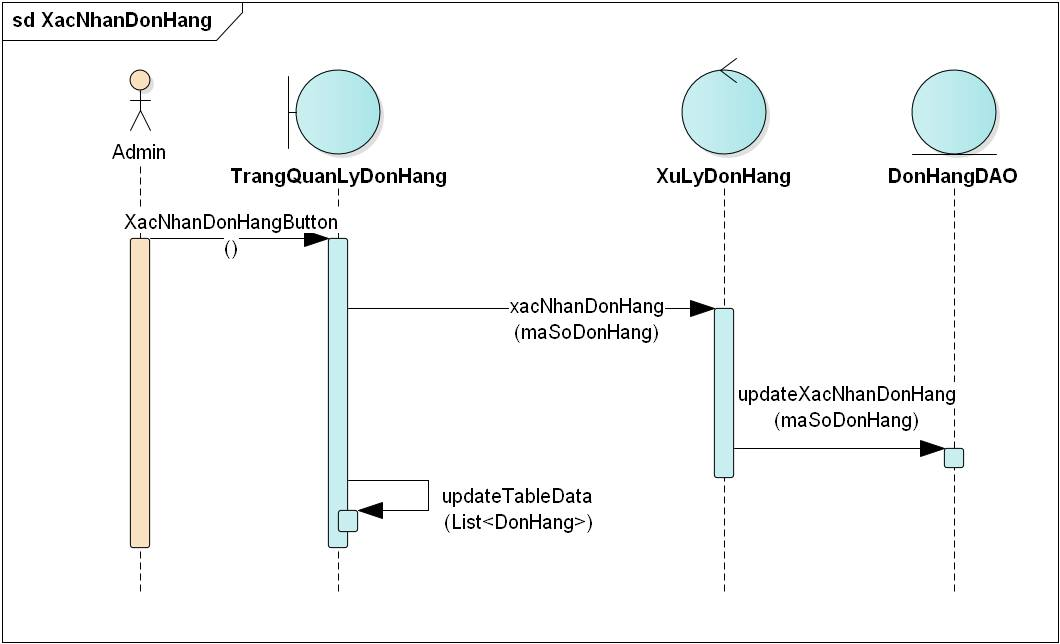 sd XacNhanDonHang
Admin
TrangQuanLyDonHang
XuLyDonHang
DonHangDAO
XacNhanDonHangButton
()
xacNhanDonHang
(maSoDonHang)
updateXacNhanDonHang
(maSoDonHang)
updateTableData
(List<DonHang>)